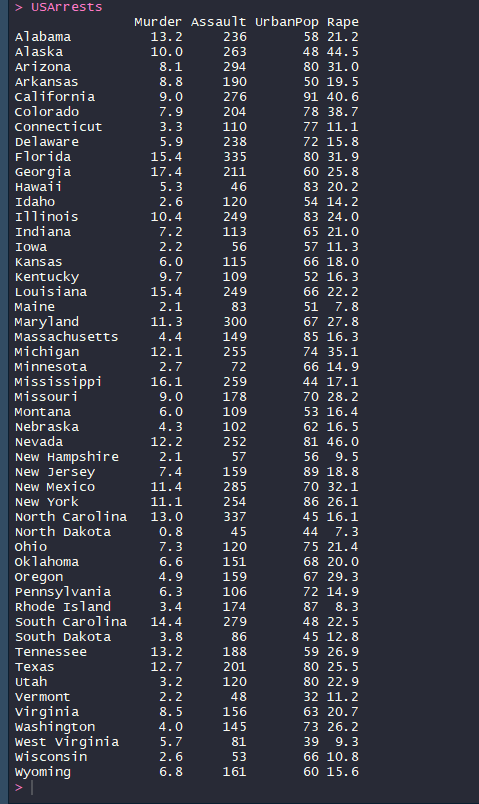 > USArrests
               Murder Assault UrbanPop Rape
Alabama          13.2     236       58 21.2
Alaska           10.0     263       48 44.5
Arizona           8.1     294       80 31.0
Arkansas          8.8     190       50 19.5
California        9.0     276       91 40.6
Colorado          7.9     204       78 38.7
Connecticut       3.3     110       77 11.1
Delaware          5.9     238       72 15.8
Florida          15.4     335       80 31.9
Georgia          17.4     211       60 25.8
Hawaii            5.3      46       83 20.2
Idaho             2.6     120       54 14.2
Illinois         10.4     249       83 24.0
Indiana           7.2     113       65 21.0
Iowa              2.2      56       57 11.3
Kansas            6.0     115       66 18.0
Kentucky          9.7     109       52 16.3
Louisiana        15.4     249       66 22.2
Maine             2.1      83       51  7.8
Maryland         11.3     300       67 27.8
Massachusetts     4.4     149       85 16.3
Michigan         12.1     255       74 35.1
Minnesota         2.7      72       66 14.9
Mississippi      16.1     259       44 17.1
Missouri          9.0     178       70 28.2
Montana           6.0     109       53 16.4
Nebraska          4.3     102       62 16.5
Nevada           12.2     252       81 46.0
New Hampshire     2.1      57       56  9.5
New Jersey        7.4     159       89 18.8
New Mexico       11.4     285       70 32.1
New York         11.1     254       86 26.1
North Carolina   13.0     337       45 16.1
North Dakota      0.8      45       44  7.3
Ohio              7.3     120       75 21.4
Oklahoma          6.6     151       68 20.0
Oregon            4.9     159       67 29.3
Pennsylvania      6.3     106       72 14.9
Rhode Island      3.4     174       87  8.3
South Carolina   14.4     279       48 22.5
South Dakota      3.8      86       45 12.8
Tennessee        13.2     188       59 26.9
Texas            12.7     201       80 25.5
Utah              3.2     120       80 22.9
Vermont           2.2      48       32 11.2
Virginia          8.5     156       63 20.7
Washington        4.0     145       73 26.2
West Virginia     5.7      81       39  9.3
Wisconsin         2.6      53       66 10.8
Wyoming           6.8     161       60 15.6
>